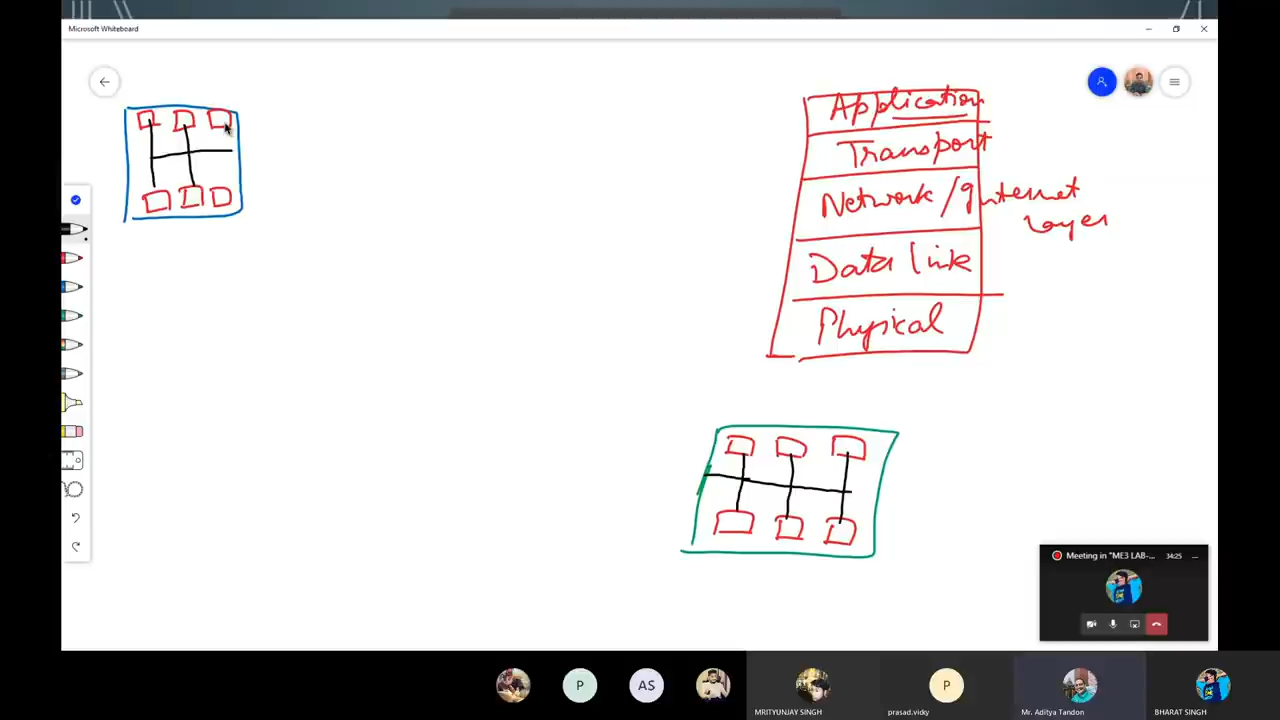 Microsoft Whiteboard
Application
Transport
Network/Internet
Layer
Data link
Physical
Meeting in "ME3 LAB-...
34:25
P
AS
P
MRITYUNJAY SINGH
prasad.vicky
Mr. Aditya Tandon
BHARAT SINGH